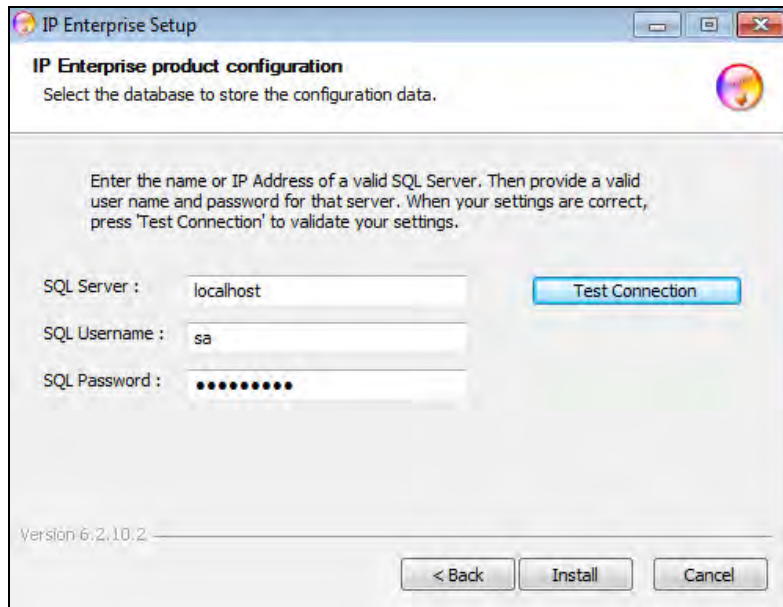 IP Enterprise Setup
IP Enterprise product configuration
Select the database to store the configuration data.
Enter the name or IP Address of a valid SQL Server. Then provide a valid
user name and password for that server. When your settings are correct,
press 'Test Connection' to validate your settings.
SQL Server : localhost Test Connection
SQL Username : sa
SQL Password : •••••••••
Version 6.2.10.2
< Back Install Cancel